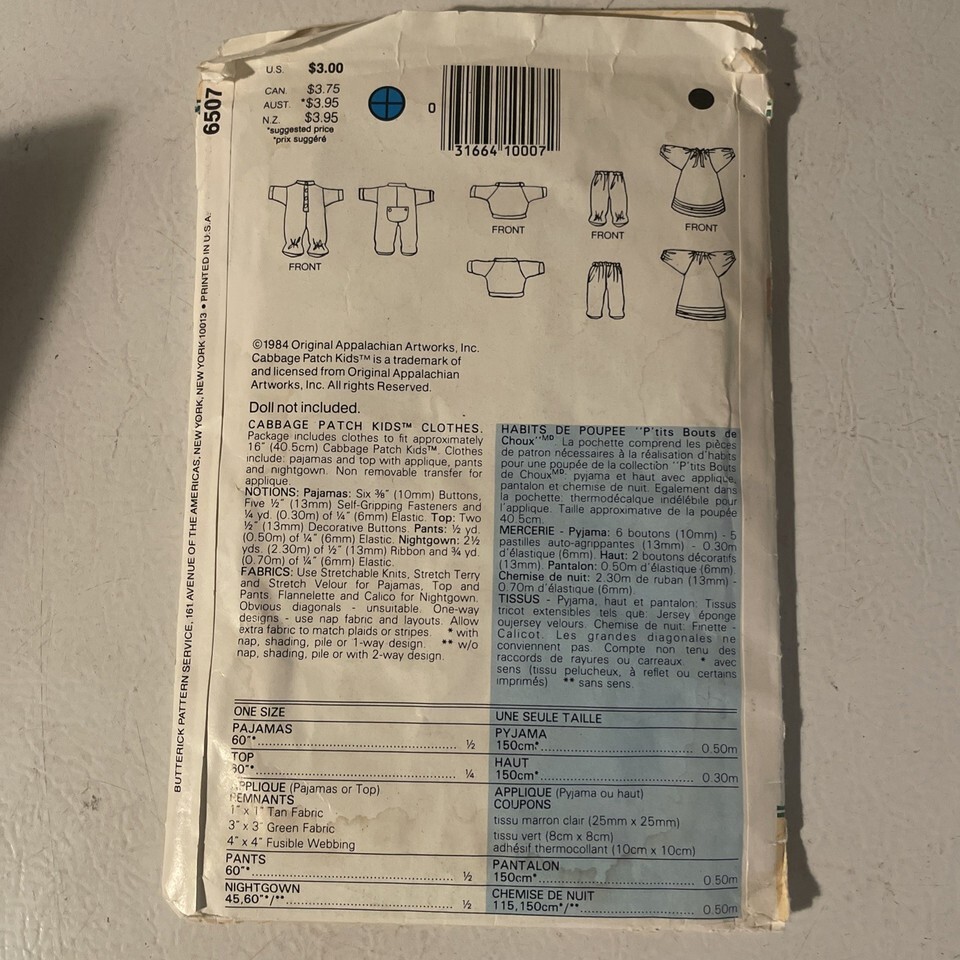 U.S. $3.00
CAN. $3.75
AUST. *$3.95
N.Z. $3.95
*suggested price
*prix suggéré
0
31664 10007
6507
BUTTERICK PATTERN SERVICE, 161 AVENUE OF THE AMERICAS, NEW YORK, NEW YORK 10013 • PRINTED IN U.S.A.
FRONT
FRONT
FRONT
FRONT
©1984 Original Appalachian Artworks, Inc.
Cabbage Patch Kids™ is a trademark of
and licensed from Original Appalachian
Artworks, Inc. All rights Reserved.
Doll not included.
CABBAGE PATCH KIDS™ CLOTHES.
Package includes clothes to fit approximately
16" (40.5cm) Cabbage Patch Kids™. Clothes
include: pajamas and top with applique, pants
and nightgown. Non removable transfer for
applique.
NOTIONS: Pajamas: Six ⅜" (10mm) Buttons,
Five ½" (13mm) Self-Gripping Fasteners and
¼ yd. (0.30m) of ¼" (6mm) Elastic. Top: Two
½" (13mm) Decorative Buttons. Pants: ½ yd.
(0.50m) of ¼" (6mm) Elastic. Nightgown: 2½
yds. (2.30m) of ½" (13mm) Ribbon and ¾ yd.
(0.70m) of ¼" (6mm) Elastic.
FABRICS: Use Stretchable Knits, Stretch Terry
and Stretch Velour for Pajamas, Top and
Pants. Flannelette and Calico for Nightgown.
Obvious diagonals - unsuitable. One-way
designs - use nap fabric and layouts. Allow
extra fabric to match plaids or stripes. * with
nap, shading, pile or 1-way design. ** w/o
nap, shading, pile or with 2-way design.
HABITS DE POUPEE "P'tits Bouts de
Choux"MD. La pochette comprend les pièces
de patron nécessaires à la réalisation d'habits
pour une poupée de la collection "P'tits Bouts
de ChouxMD: pyjama et haut avec applique,
pantalon et chemise de nuit. Egalement dans
la pochette, thermodécalque indélébile pour
l'applique. Taille approximative de la poupée
40.5cm.
MERCERIE - Pyjama: 6 boutons (10mm) - 5
pastilles auto-agrippantes (13mm) - 0.30m
d'élastique (6mm). Haut: 2 boutons décoratifs
(13mm). Pantalon: 0.50m d'élastique (6mm).
Chemise de nuit: 2.30m de ruban (13mm) -
0.70m d'élastique (6mm).
TISSUS - Pyjama, haut et pantalon: Tissus
tricot extensibles tels que: Jersey éponge
oujersey velours. Chemise de nuit: Finette -
Calicot. Les grandes diagonales ne
conviennent pas. Compte non tenu des
raccords de rayures ou carreaux. * avec
sens (tissu pelucheux, à reflet ou certains
imprimés) ** sans sens.
ONE SIZE
PAJAMAS
60"* ½
TOP
60"* ¼
APPLIQUE (Pajamas or Top)
REMNANTS
1" x 1" Tan Fabric
3" x 3" Green Fabric
4" x 4" Fusible Webbing
PANTS
60"* ½
NIGHTGOWN
45,60"*/** ½
UNE SEULE TAILLE
PYJAMA
150cm* 0.50m
HAUT
150cm* 0.30m
APPLIQUE (Pyjama ou haut)
COUPONS
tissu marron clair (25mm x 25mm)
tissu vert (8cm x 8cm)
adhésif thermocollant (10cm x 10cm)
PANTALON
150cm* 0.50m
CHEMISE DE NUIT
115,150cm*/** 0.50m